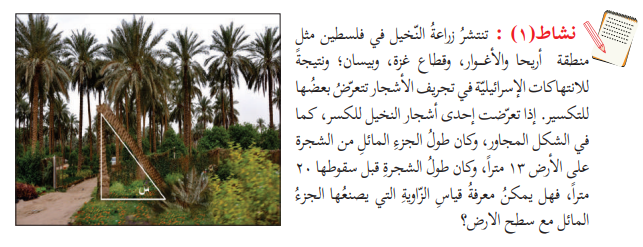 نشاط(١) : تنتشرُ زراعةُ النّخيل في فلسطين مثل
منطقة أريحا والأغــوار، وقطاع غزة، وبيسان؛ ونتيجةً
للانتهاكات الإسرائيليّة في تجريف الأشجار تتعرّضُ بعضُها
للتكسير. إذا تعرّضت إحدى أشجار النخيل للكسر، كما
في الشكل المجاور، وكان طولُ الجزءِ المائلِ من الشجرة
على الأرض ١٣ متراً، وكان طولُ الشجرةِ قبل سقوطها ٢٠
متراً، فهل يمكنُ معرفةُ قياسِ الزّاويةِ التي يصنعُها الجزءُ
المائل مع سطح الارض؟
س